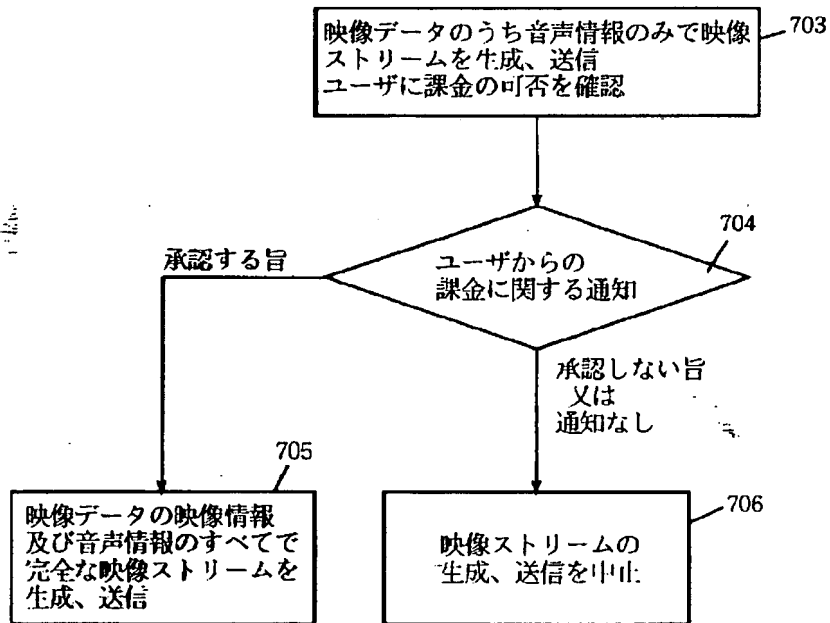 映像データのうち音声情報のみで映像
ストリームを生成、送信
ユーザに課金の可否を確認
703
704
ユーザからの
課金に関する通知
承認する旨
承認しない旨
又は
通知なし
705
映像データの映像情報
及び音声情報のすべてで
完全な映像ストリームを
生成、送信
706
映像ストリームの
生成、送信を中止